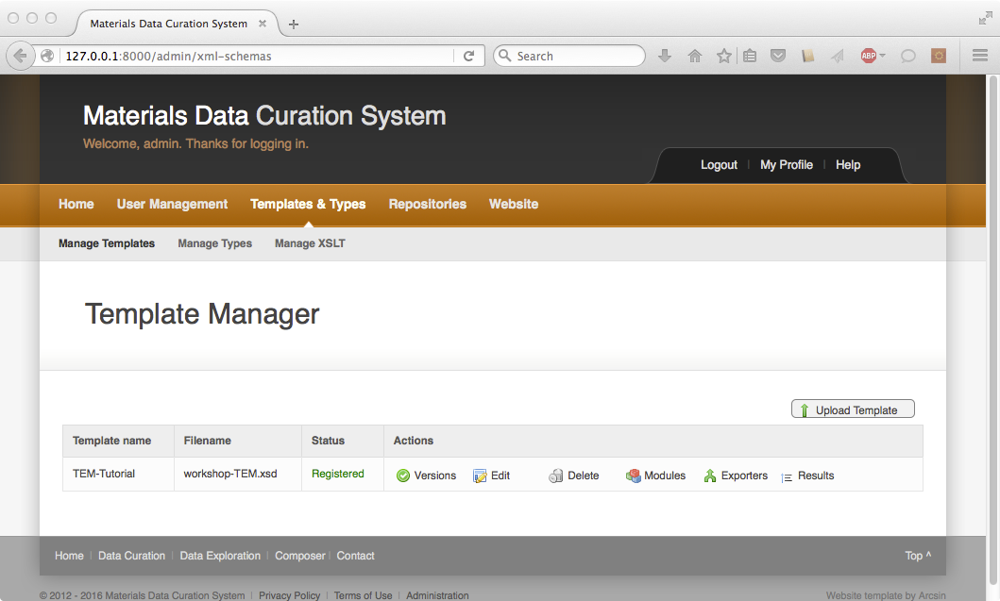 Materials Data Curation System
127.0.0.1:8000/admin/xml-schemas
Search
ABP
Materials Data Curation System
Welcome, admin. Thanks for logging in.
Logout | My Profile | Help
Home User Management Templates & Types Repositories Website
Manage Templates Manage Types Manage XSLT
Template Manager
Upload Template
Template name Filename Status Actions
TEM-Tutorial workshop-TEM.xsd Registered Versions Edit Delete Modules Exporters Results
Home | Data Curation | Data Exploration | Composer | Contact Top ^
© 2012 - 2016 Materials Data Curation System | Privacy Policy | Terms of Use | Administration Website template by Arcsin